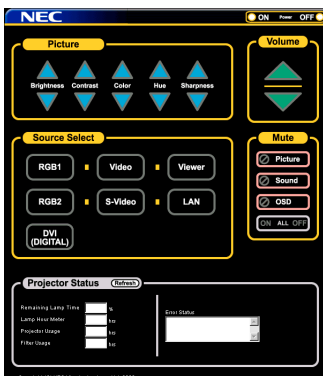 NEC
ON Power OFF
Picture
Brightness Contrast Color Hue Sharpness
Volume
Source Select
RGB1 Video Viewer
RGB2 S-Video LAN
DVI
(DIGITAL)
Mute
Picture
Sound
OSD
ON ALL OFF
Projector Status (Refresh)
Remaining Lamp Time %
Lamp Hour Meter hrs
Projector Usage hrs
Filter Usage hrs
Error Status